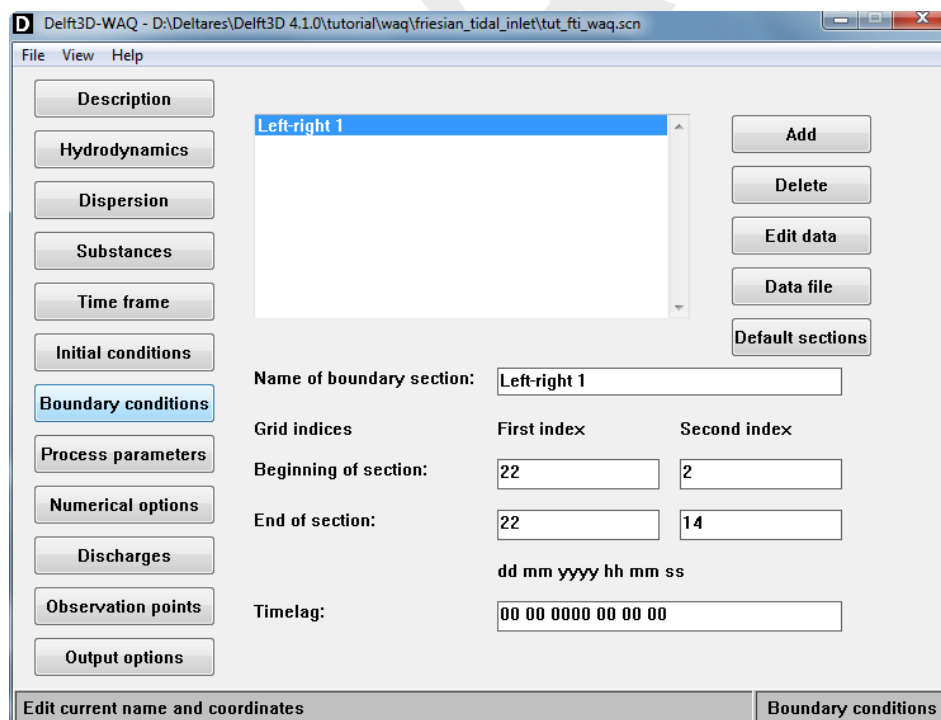 D Delft3D-WAQ - D:\Deltares\Delft3D 4.1.0\tutorial\waq\friesian_tidal_inlet\tut_fti_waq.scn
File View Help
Description
Hydrodynamics
Dispersion
Substances
Time frame
Initial conditions
Boundary conditions
Process parameters
Numerical options
Discharges
Observation points
Output options
Left-right 1
Add
Delete
Edit data
Data file
Default sections
Name of boundary section: Left-right 1
Grid indices First index Second index
Beginning of section: 22 2
End of section: 22 14
dd mm yyyy hh mm ss
Timelag: 00 00 0000 00 00 00
Edit current name and coordinates Boundary conditions